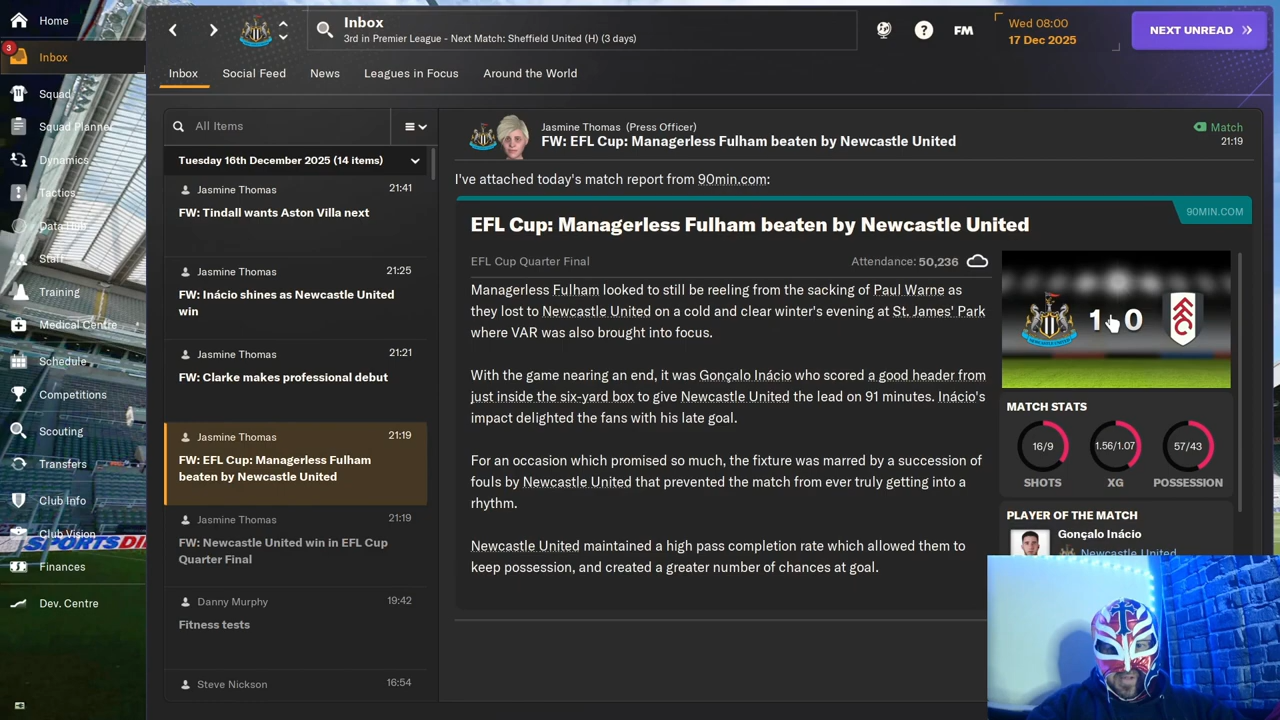 Home
3
Inbox
Squad
Squad Planner
Dynamics
Tactics
Data Hub
Staff
Training
Medical Centre
Schedule
Competitions
Scouting
Transfers
Club Info
Club Vision
SPORTS DI
Finances
Dev. Centre
Inbox
3rd in Premier League - Next Match: Sheffield United (H) (3 days)
FM
Wed 08:00
17 Dec 2025
NEXT UNREAD
Inbox
Social Feed
News
Leagues in Focus
Around the World
All Items
Tuesday 16th December 2025 (14 items)
Jasmine Thomas 21:41
FW: Tindall wants Aston Villa next
Jasmine Thomas 21:25
FW: Inácio shines as Newcastle United
win
Jasmine Thomas 21:21
FW: Clarke makes professional debut
Jasmine Thomas 21:19
FW: EFL Cup: Managerless Fulham
beaten by Newcastle United
Jasmine Thomas 21:19
FW: Newcastle United win in EFL Cup
Quarter Final
Danny Murphy 19:42
Fitness tests
Steve Nickson 16:54
Jasmine Thomas (Press Officer)
FW: EFL Cup: Managerless Fulham beaten by Newcastle United
Match
21:19
I've attached today's match report from 90min.com:
90MIN.COM
EFL Cup: Managerless Fulham beaten by Newcastle United
EFL Cup Quarter Final
Attendance: 50,236
Managerless Fulham looked to still be reeling from the sacking of Paul Warne as
they lost to Newcastle United on a cold and clear winter's evening at St. James' Park
where VAR was also brought into focus.
With the game nearing an end, it was Gonçalo Inácio who scored a good header from
just inside the six-yard box to give Newcastle United the lead on 91 minutes. Inácio's
impact delighted the fans with his late goal.
For an occasion which promised so much, the fixture was marred by a succession of
fouls by Newcastle United that prevented the match from ever truly getting into a
rhythm.
Newcastle United maintained a high pass completion rate which allowed them to
keep possession, and created a greater number of chances at goal.
1 - 0
MATCH STATS
16/9
1.56/1.07
57/43
SHOTS
XG
POSSESSION
PLAYER OF THE MATCH
Gonçalo Inácio
Newcastle United